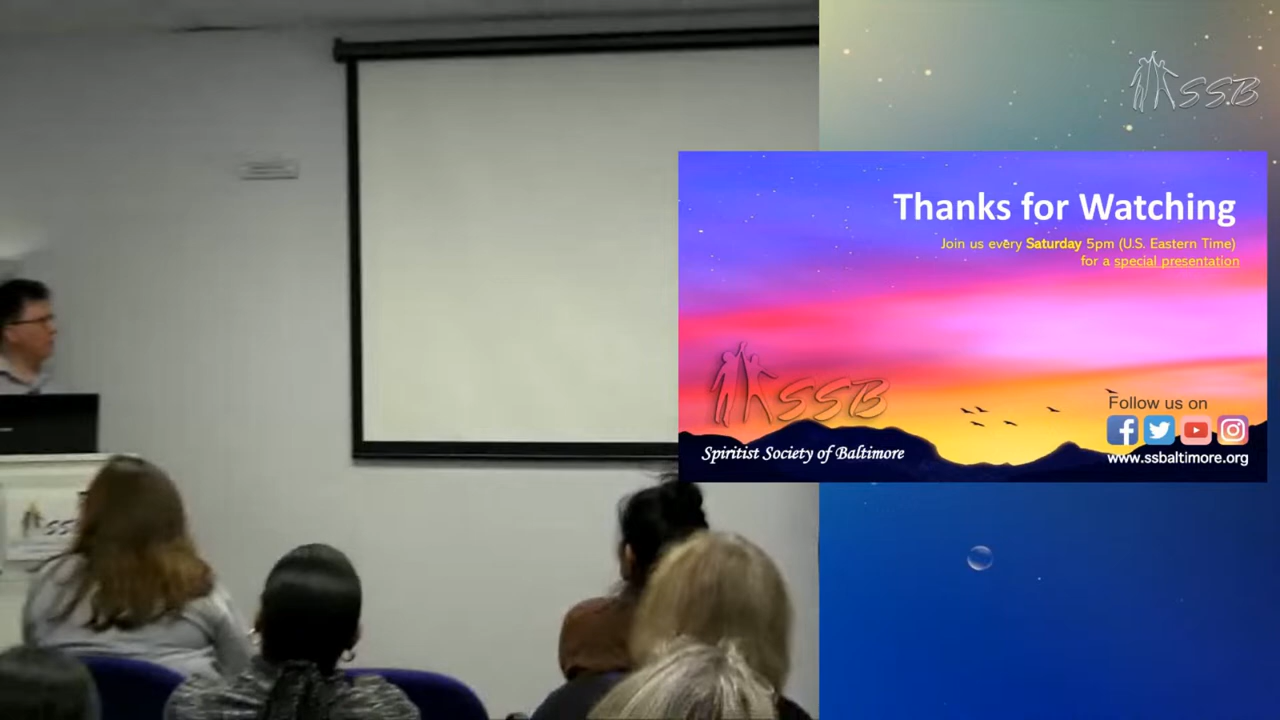 SSB
Thanks for Watching
Join us every Saturday 5pm (U.S. Eastern Time)
for a special presentation
SSB
Spiritist Society of Baltimore
Follow us on
www.ssbaltimore.org